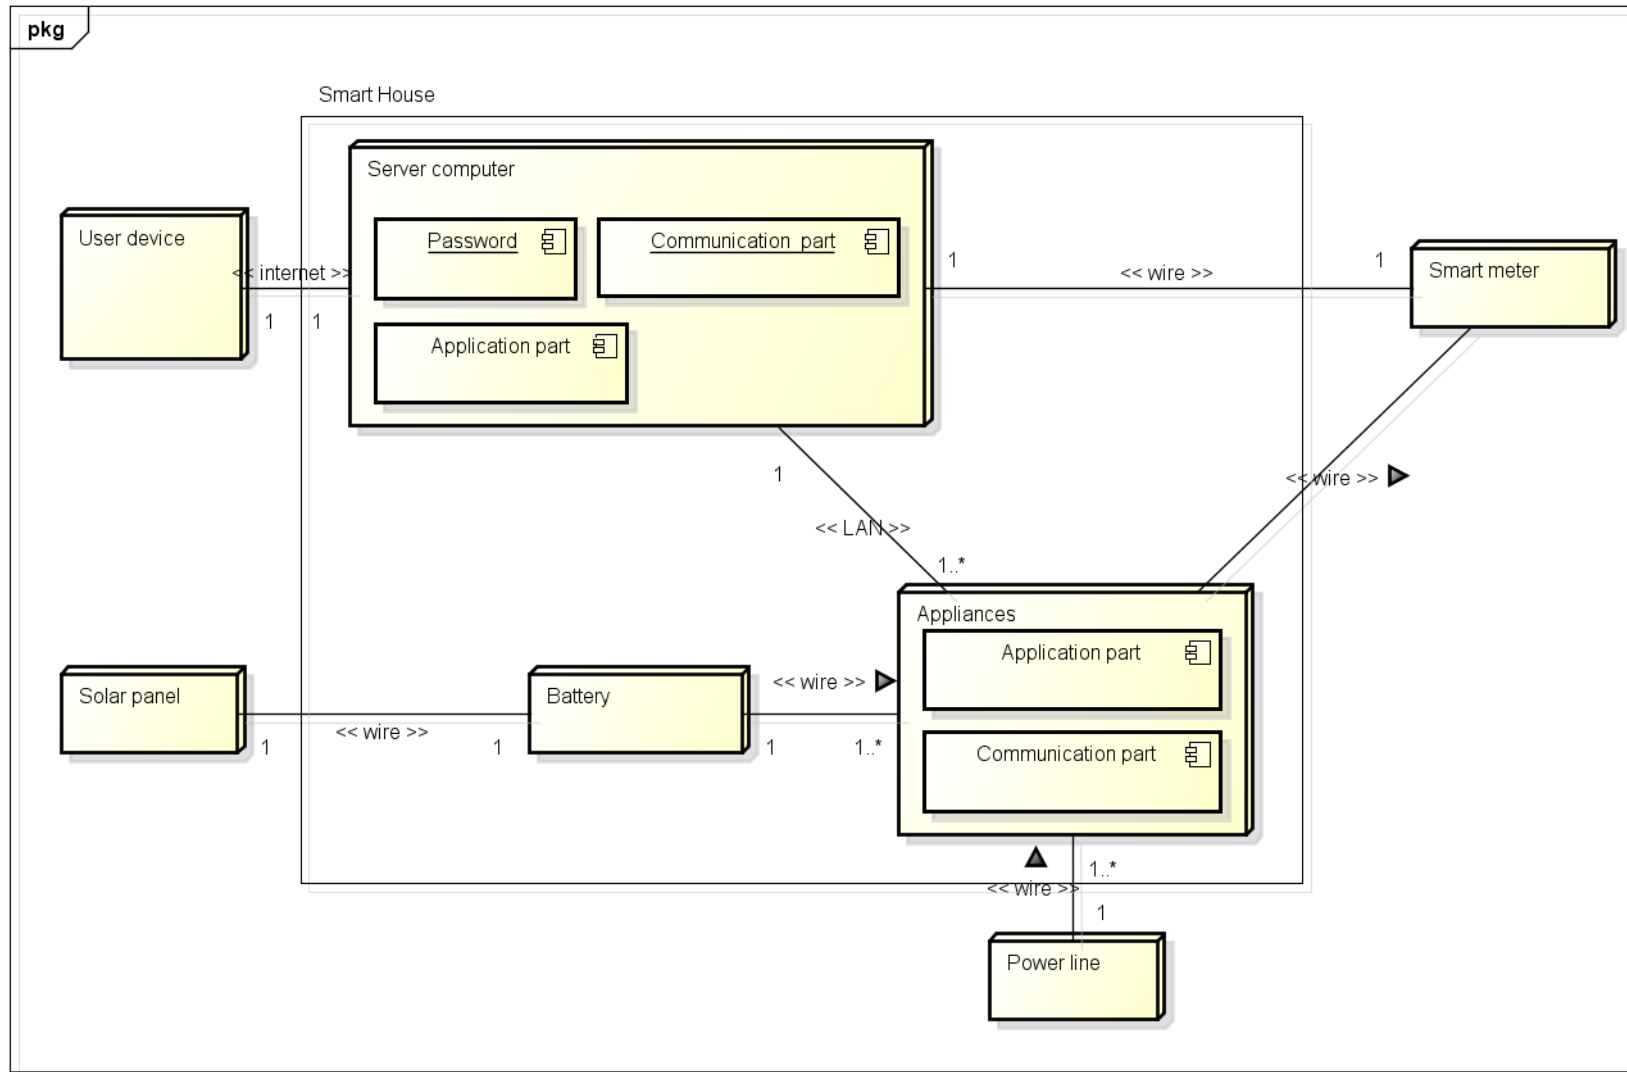 pkg
Smart House
Server computer
Password
Communication part
Application part
User device
<< internet >>
1
1
1
<< wire >>
1
Smart meter
1
<< LAN >>
1..*
<< wire >>
Appliances
Application part
Communication part
Solar panel
1
<< wire >>
1
Battery
1
<< wire >>
1..*
1..*
<< wire >>
1
Power line